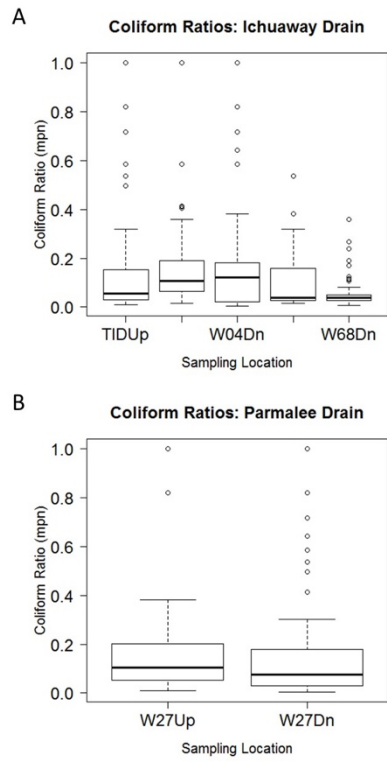 A
Coliform Ratios: Ichuaway Drain
Coliform Ratio (mpn)
1.0
0.8
0.6
0.4
0.2
0.0
TIDUp W04Dn W68Dn
Sampling Location
B
Coliform Ratios: Parmalee Drain
Coliform Ratio (mpn)
1.0
0.8
0.6
0.4
0.2
0.0
W27Up W27Dn
Sampling Location